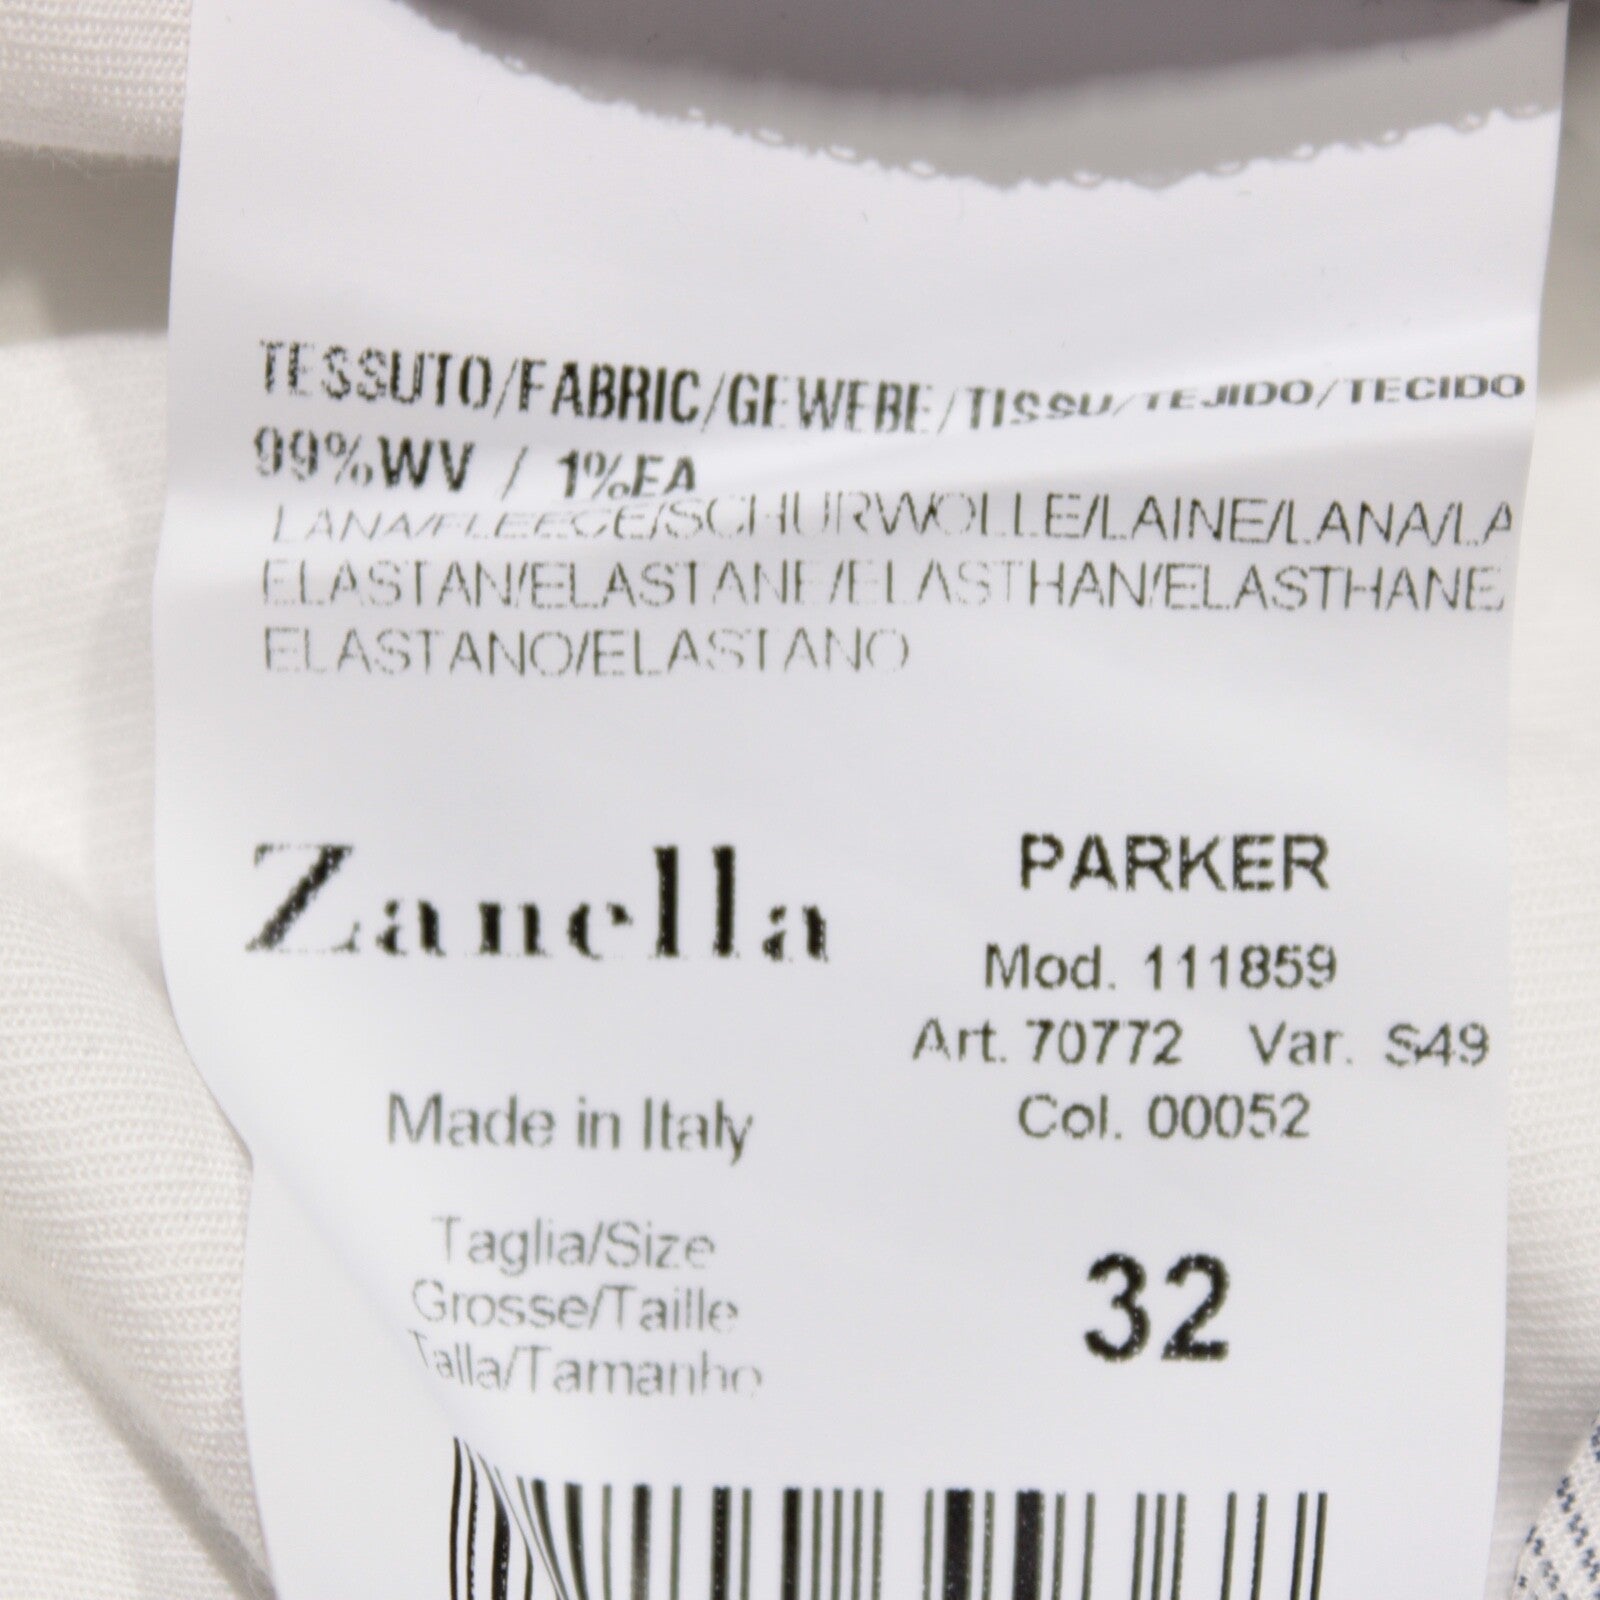 TESSUTO/FABRIC/GEWEBE/TISSU/TEJIDO/TECIDO
99%WV / 1%EA
LANA/FLEECE/SCHURWOLLE/LAINE/LANA/LA
ELASTAN/ELASTANE/ELASTHAN/ELASTHANE
ELASTANO/ELASTANO
Zanella
PARKER
Mod. 111859
Art. 70772 Var. S49
Col. 00052
Made in Italy
Taglia/Size
Grosse/Taille
Talla/Tamanho
32